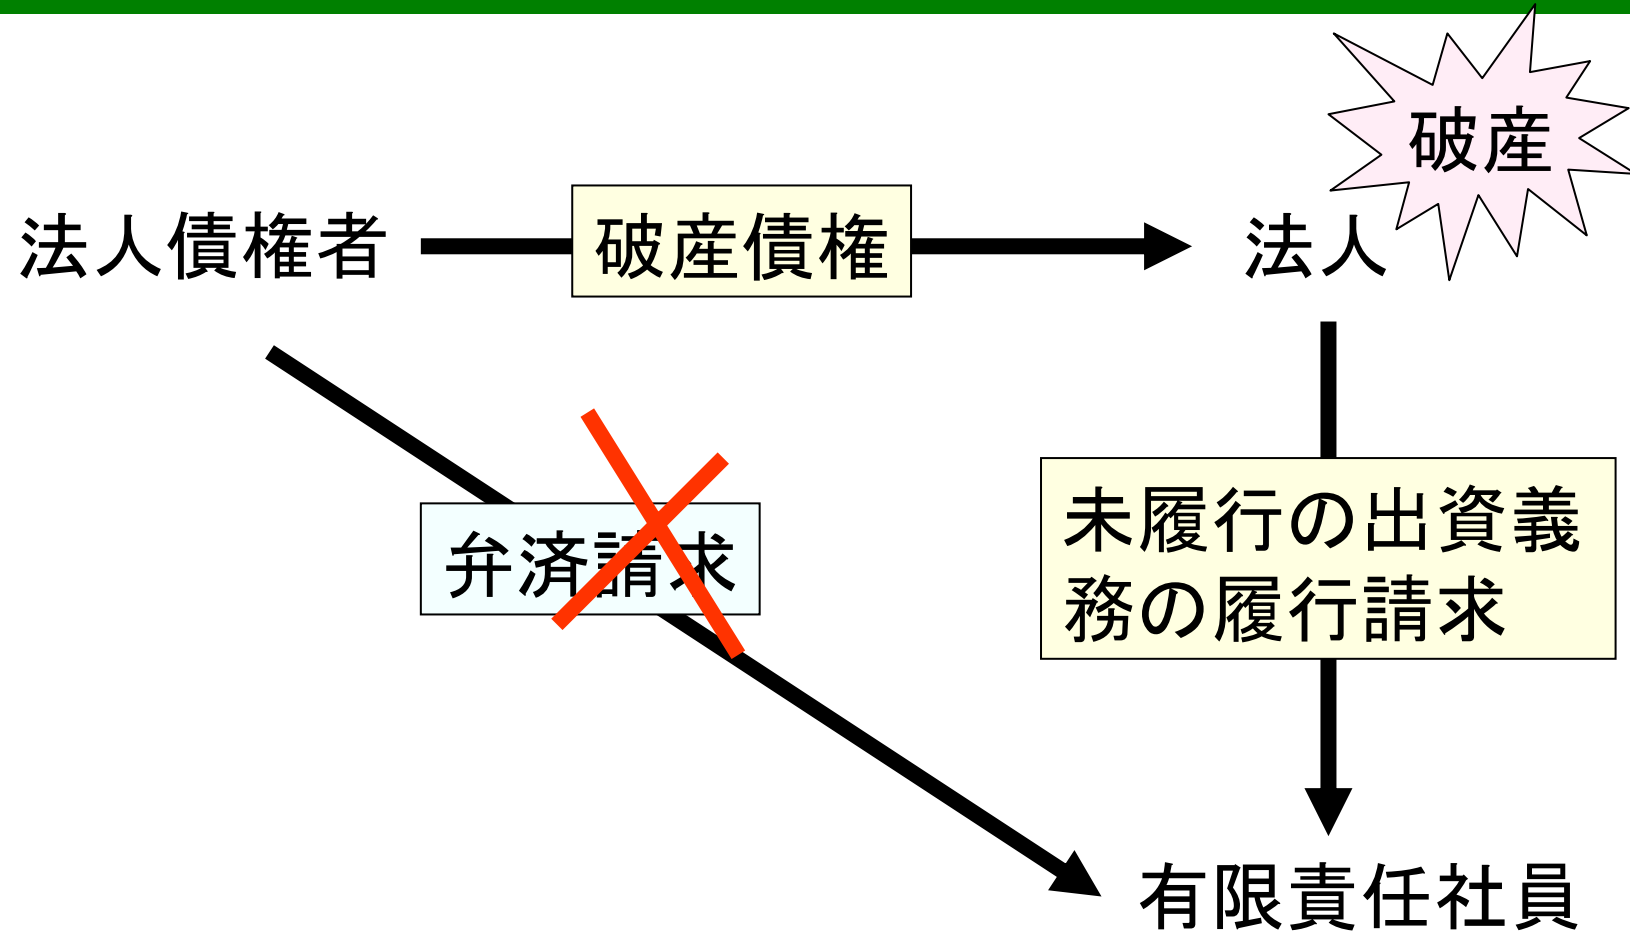 破産
法人債権者
破産債権
法人
弁済請求
未履行の出資義
務の履行請求
有限責任社員